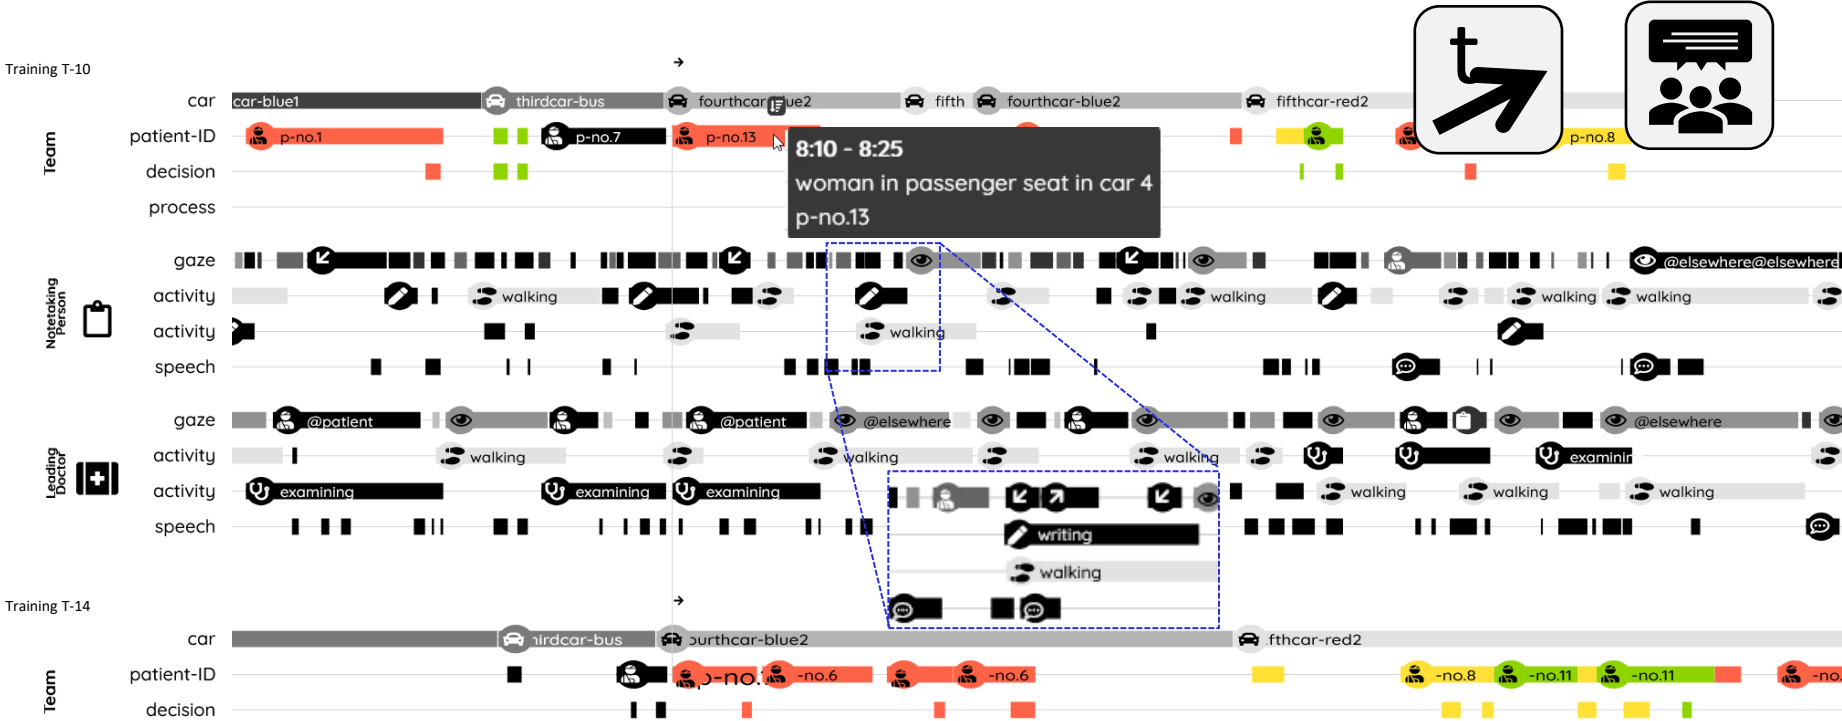 Training T-10
car car-blue1 thirdcar-bus fourthcar ue2 fifth fourthcar-blue2 fifthcar-red2
Team
patient-ID p-no.1 p-no.7 p-no.13 p-no.8
8:10 - 8:25
woman in passenger seat in car 4
p-no.13
decision
process
Notetaking
Person
gaze @elsewhere@elsewhere
activity walking walking walking walking
activity walking
speech
Leading
Doctor
gaze @patient @patient @elsewhere @elsewhere
activity walking walking walking examinin
activity examining examining examining walking walking walking
speech
writing
walking
Training T-14
car hirdcar-bus ourthcar-blue2 fthcar-red2
Team
patient-ID p-no. -no.6 -no.6 -no.8 -no.11 -no.11 -no.
decision